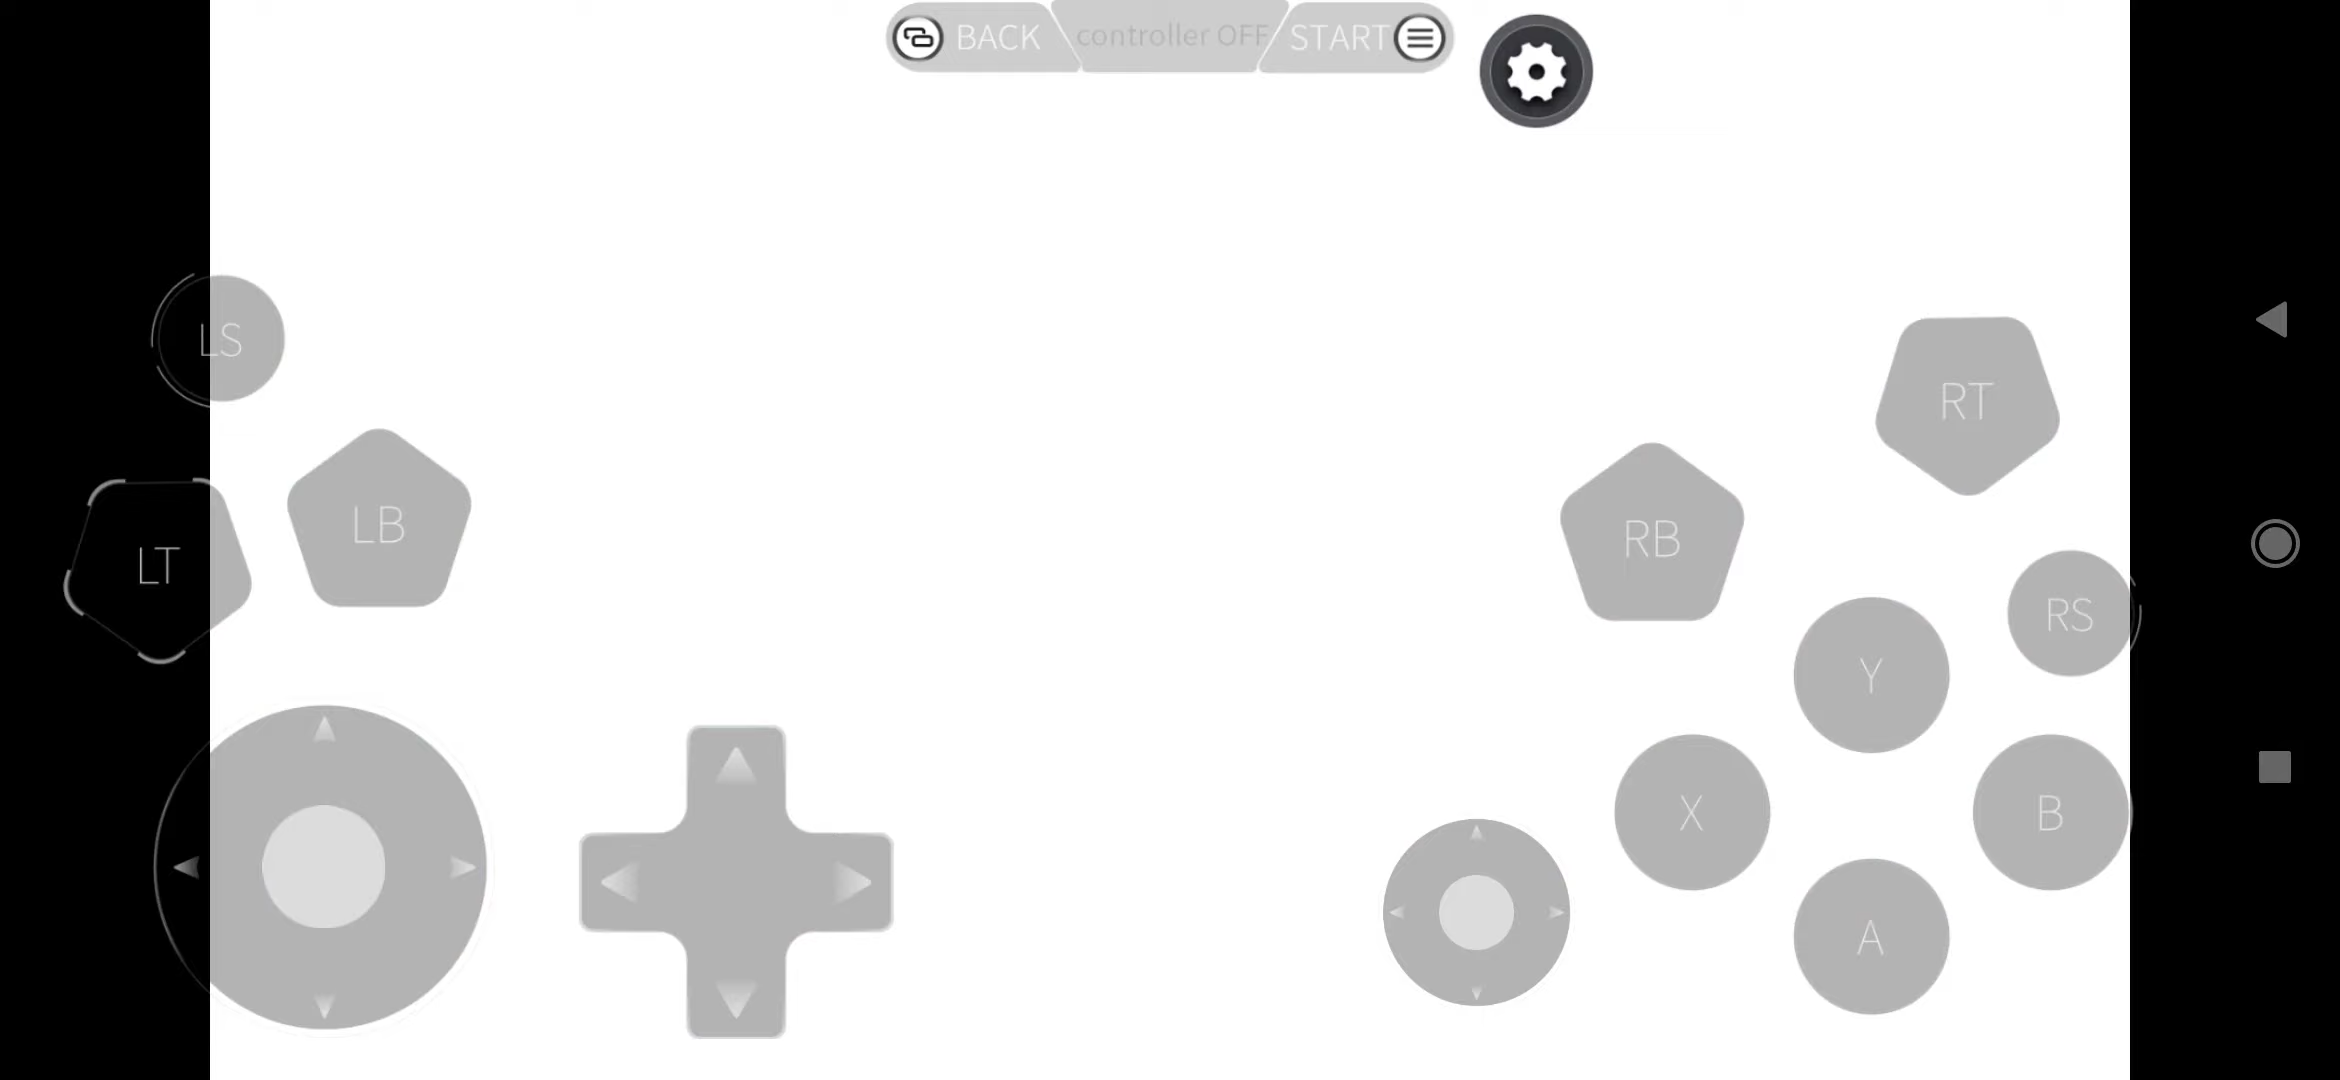 BACK
controller OFF
START
LS
RT
LB
RB
LT
RS
Y
X
B
A